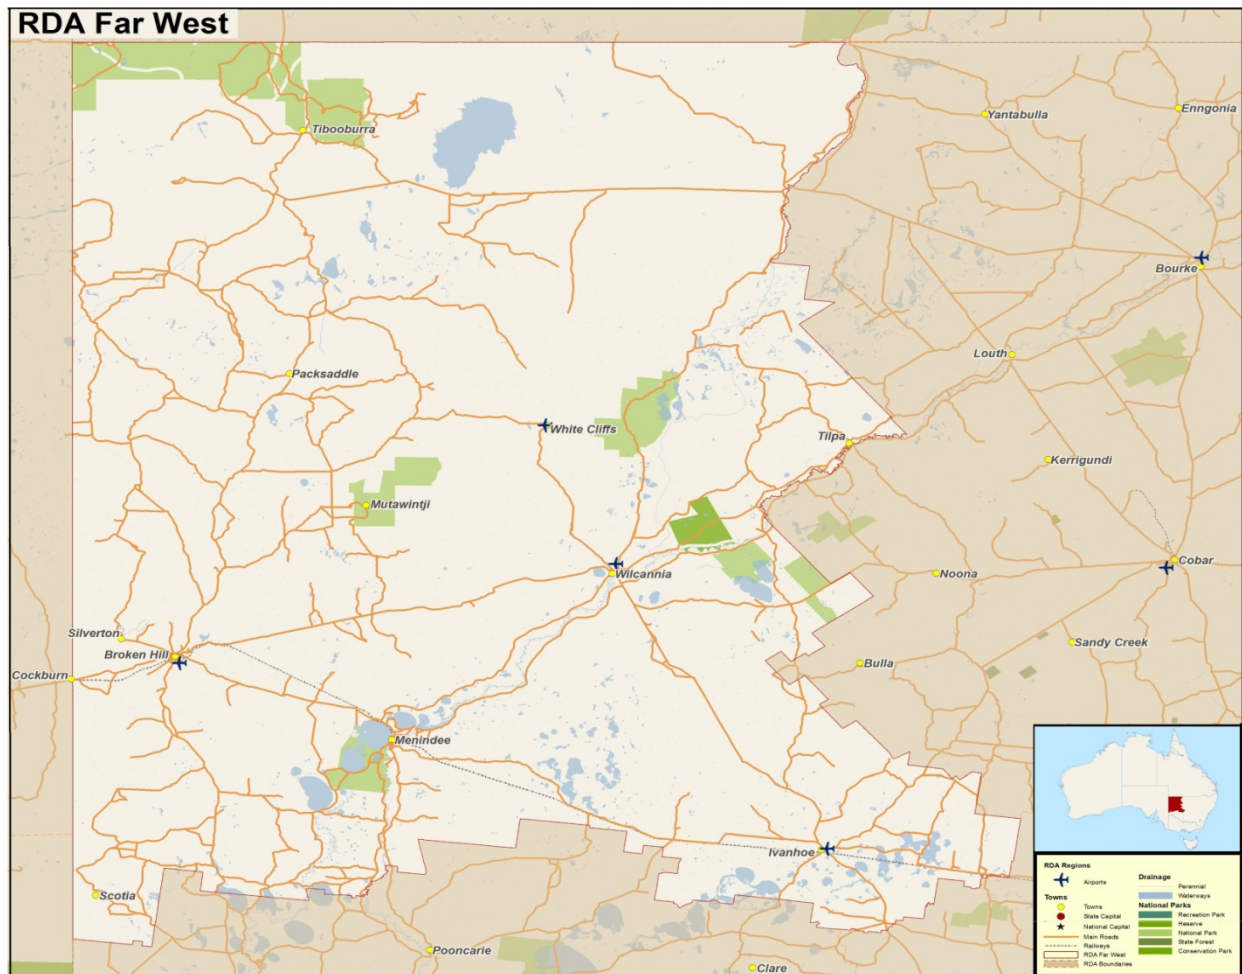 RDA Far West
Enngonia
Yantabulla
Tibooburra
Bourke
Louth
Packsaddle
White Cliffs
Tilpa
Kerrigundi
Mutawintji
Cobar
Wilcannia
Noona
Silverton
Sandy Creek
Broken Hill
Bulla
Cockburn
Menindee
Ivanhoe
Scotia
Pooncarie
Clare
RDA Regions
Airports
Towns
Towns
State Capital
National Capital
Main Roads
Railways
RDA Far West
RDA Boundaries
Drainage
Perennial
Waterways
National Parks
Recreation Park
Reserve
National Park
State Forest
Conservation Park